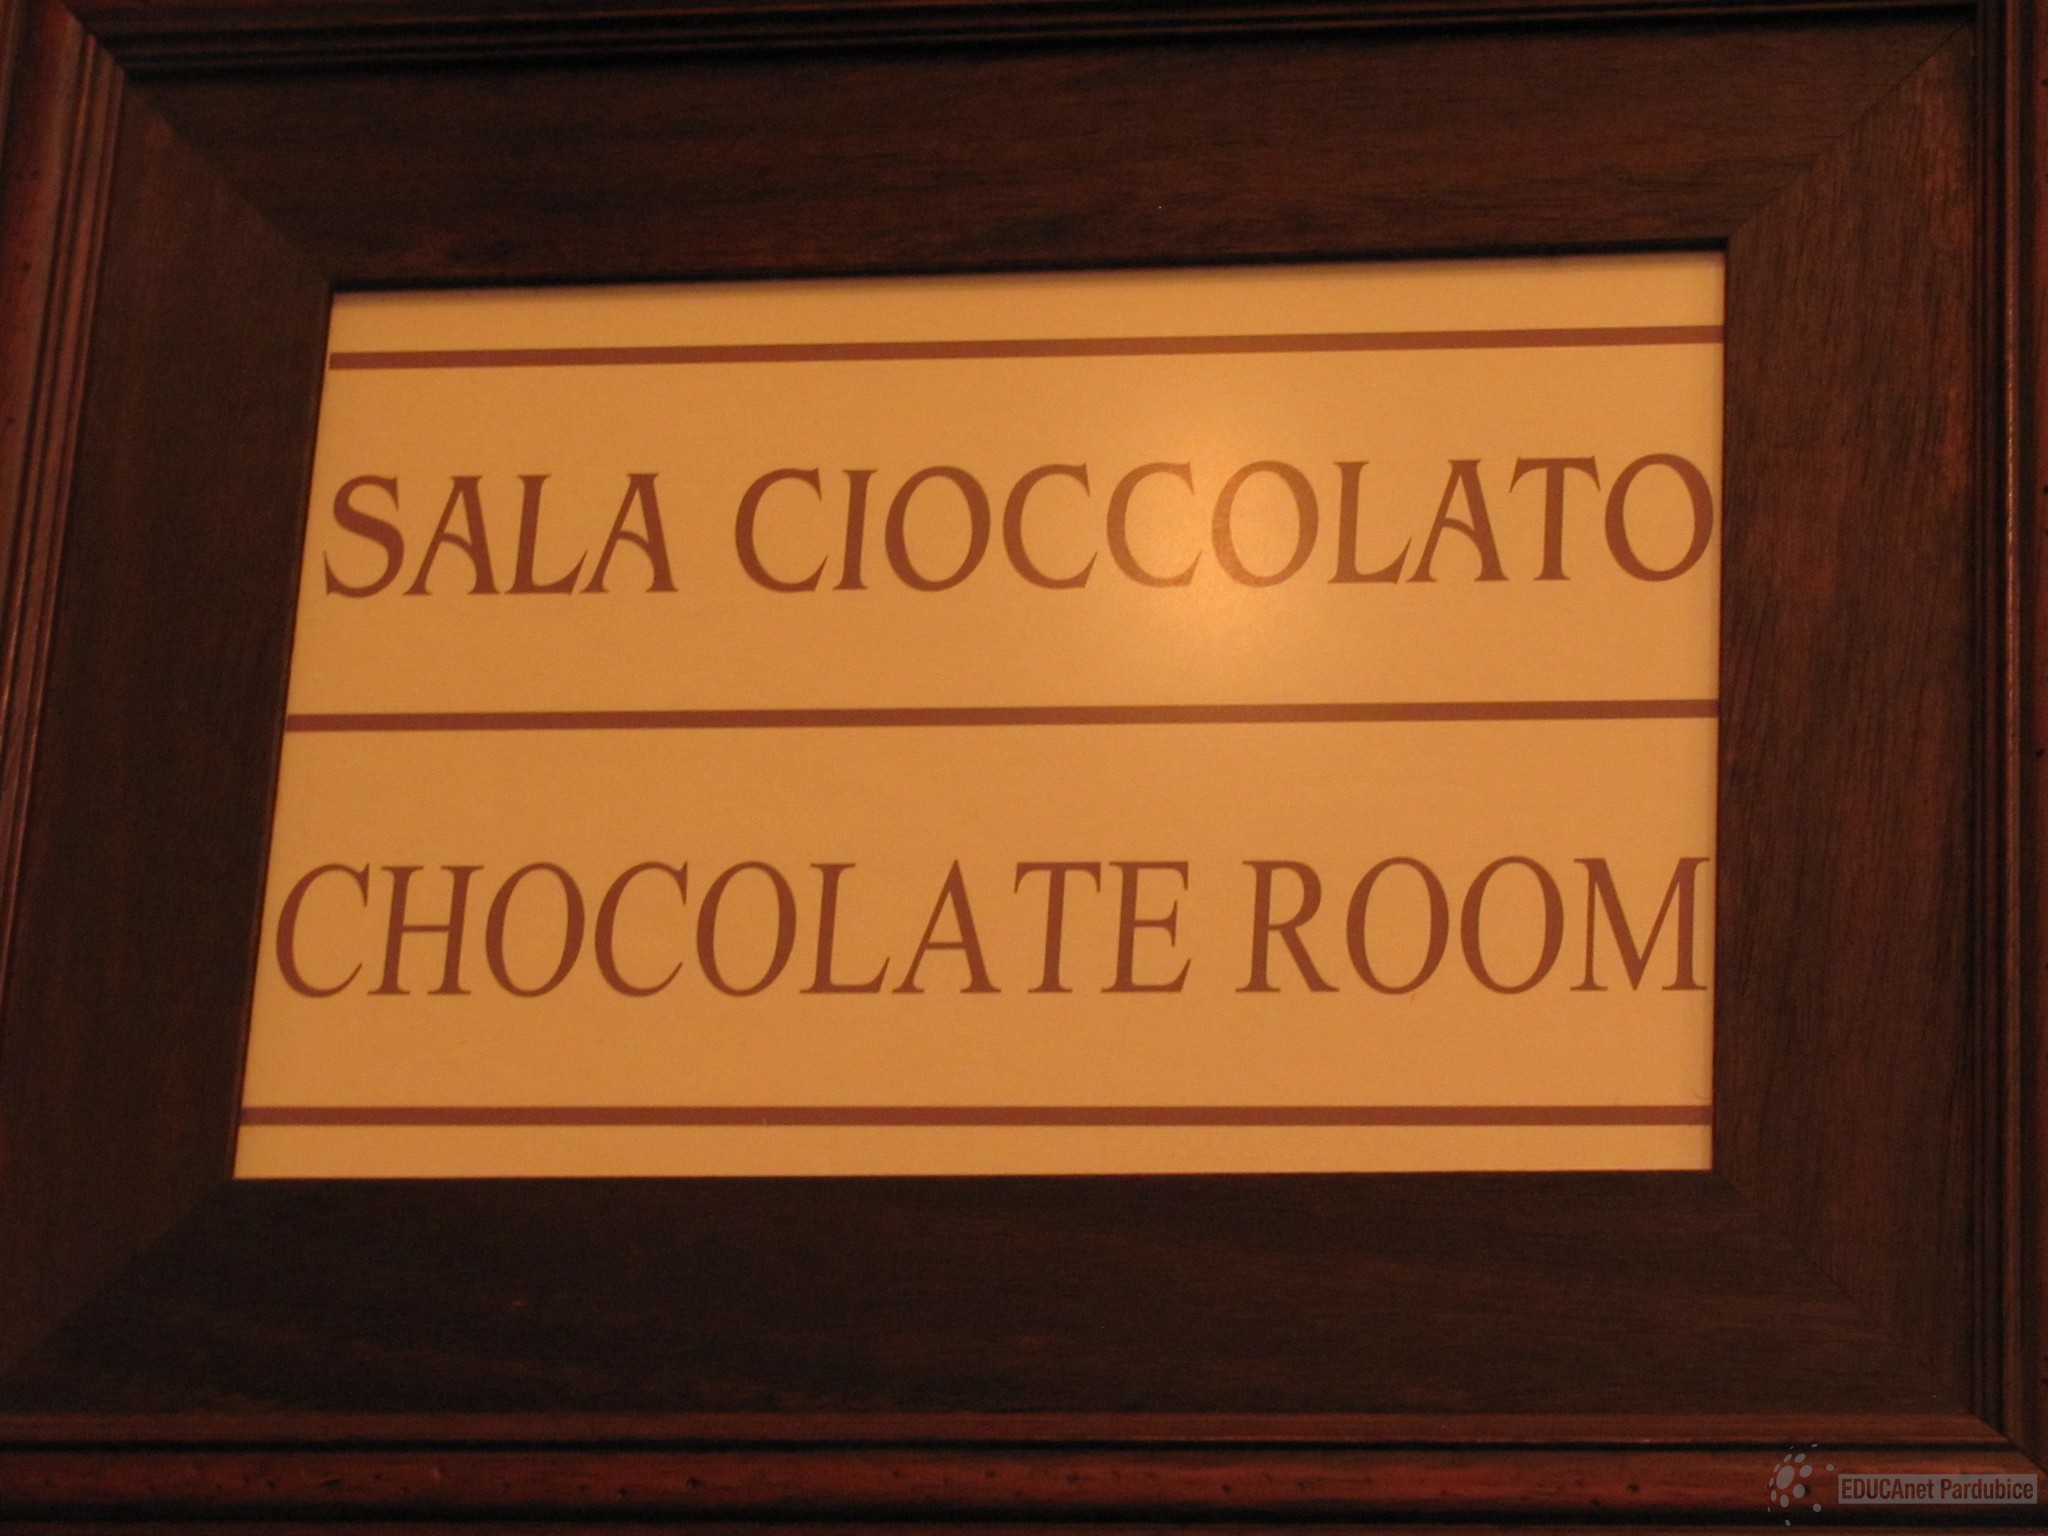 SALA CIOCCOLATO
CHOCOLATE ROOM
EDUCAnet Pardubice